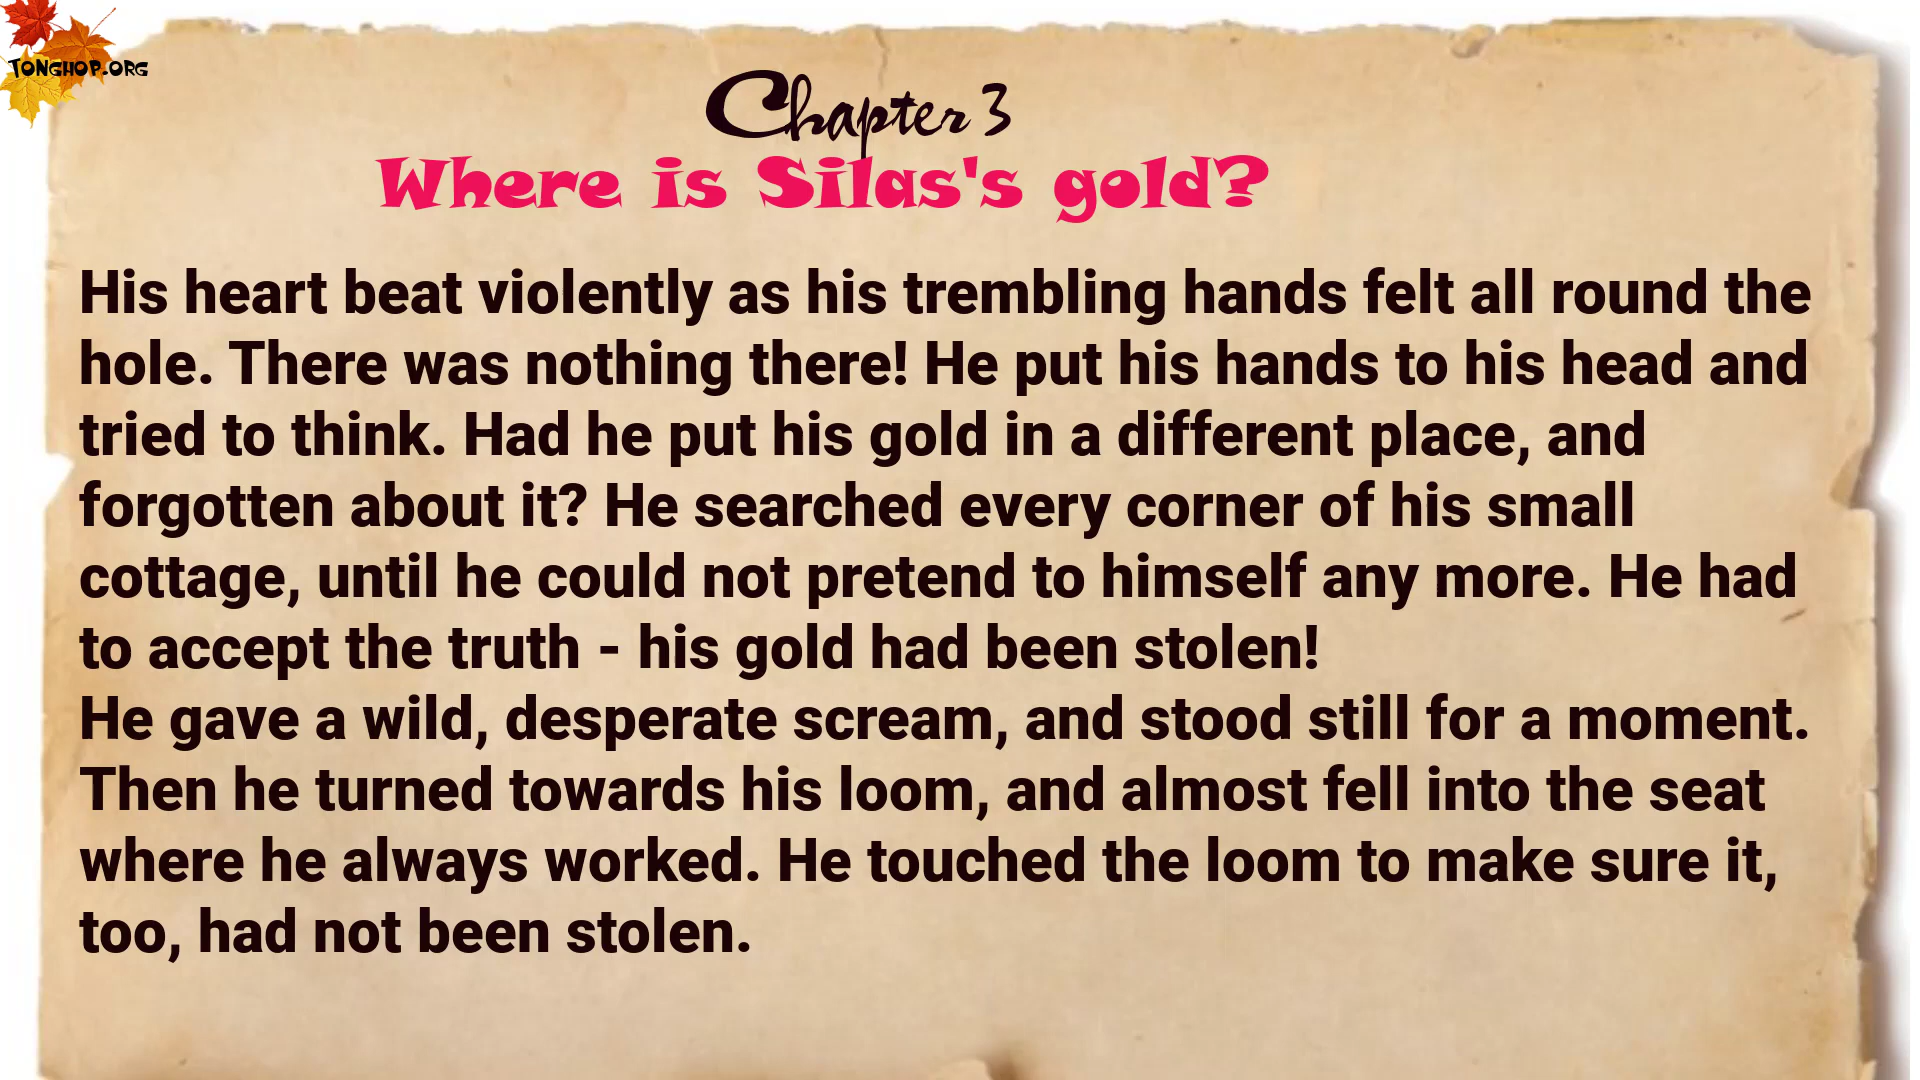 TONGHOP.ORG
Chapter 3
Where is Silas's gold?
His heart beat violently as his trembling hands felt all round the
hole. There was nothing there! He put his hands to his head and
tried to think. Had he put his gold in a different place, and
forgotten about it? He searched every corner of his small
cottage, until he could not pretend to himself any more. He had
to accept the truth - his gold had been stolen!
He gave a wild, desperate scream, and stood still for a moment.
Then he turned towards his loom, and almost fell into the seat
where he always worked. He touched the loom to make sure it,
too, had not been stolen.